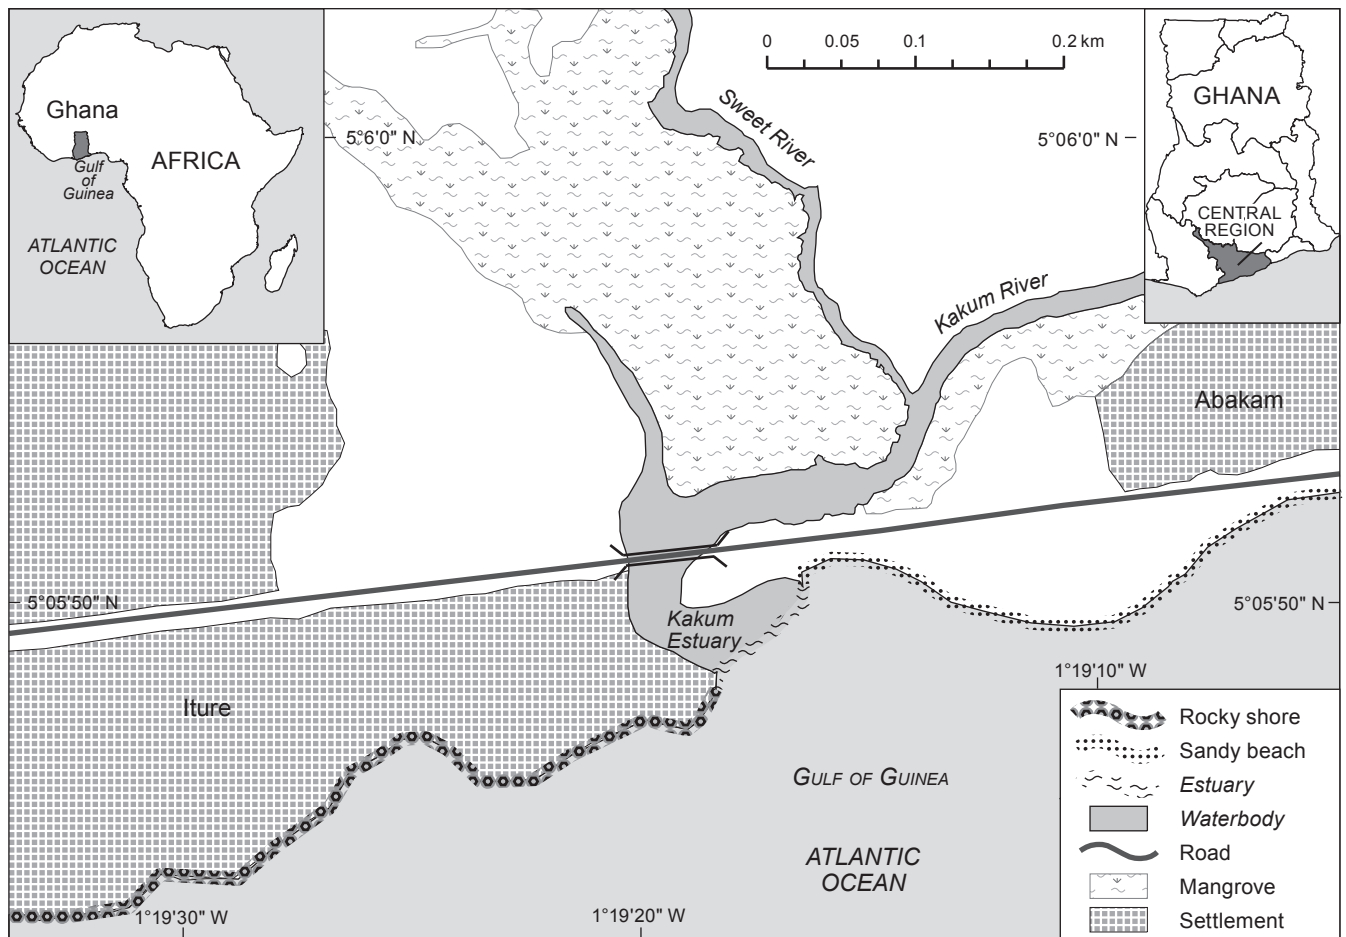 Ghana
AFRICA
Gulf
of
Guinea
ATLANTIC
OCEAN
0 0.05 0.1 0.2 km
GHANA
CENTRAL
REGION
5°6'0" N
5°06'0" N
Sweet River
Kakum River
Abakam
5°05'50" N
5°05'50" N
Kakum
Estuary
Iture
1°19'10" W
GULF OF GUINEA
ATLANTIC
OCEAN
1°19'30" W
1°19'20" W
Rocky shore
Sandy beach
Estuary
Waterbody
Road
Mangrove
Settlement